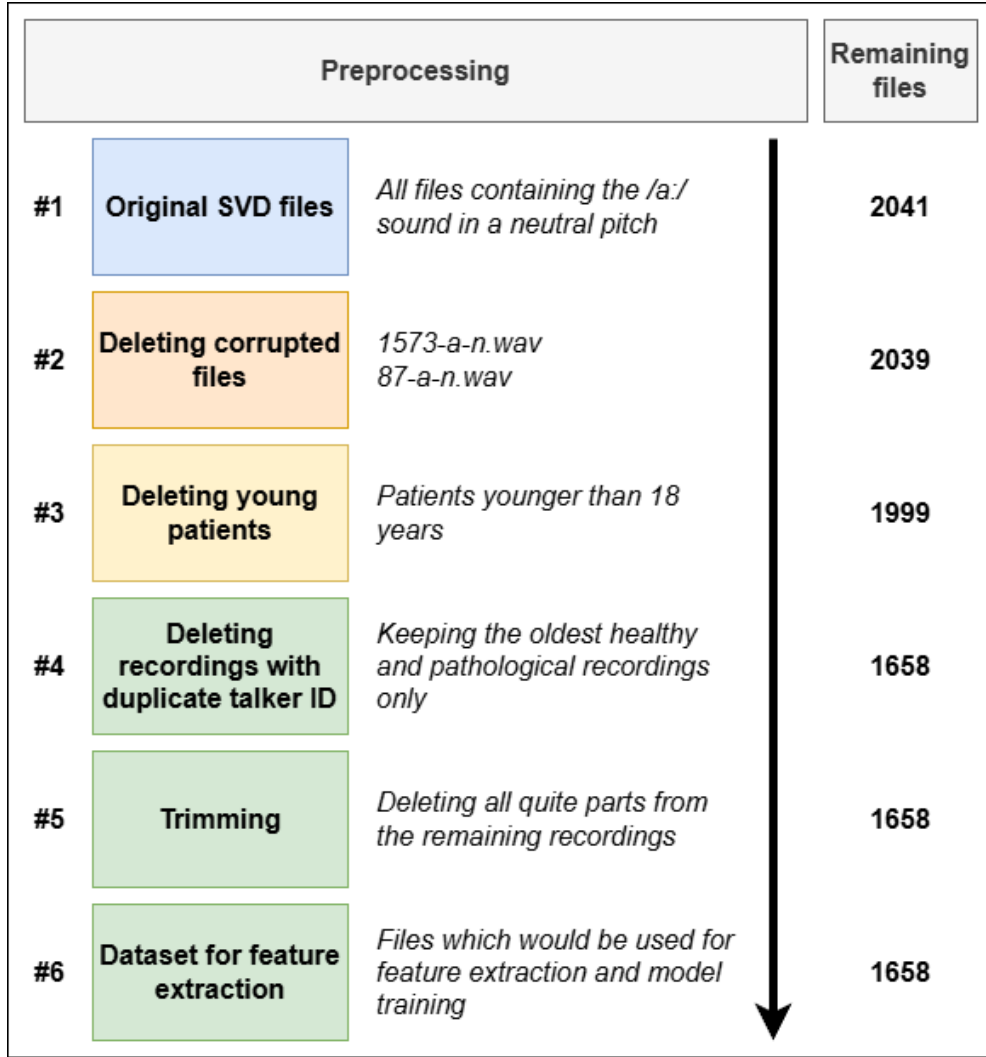 Preprocessing
Remaining
files
#1
Original SVD files
All files containing the /a:/
sound in a neutral pitch
2041
#2
Deleting corrupted
files
1573-a-n.wav
87-a-n.wav
2039
#3
Deleting young
patients
Patients younger than 18
years
1999
#4
Deleting
recordings with
duplicate talker ID
Keeping the oldest healthy
and pathological recordings
only
1658
#5
Trimming
Deleting all quite parts from
the remaining recordings
1658
#6
Dataset for feature
extraction
Files which would be used for
feature extraction and model
training
1658